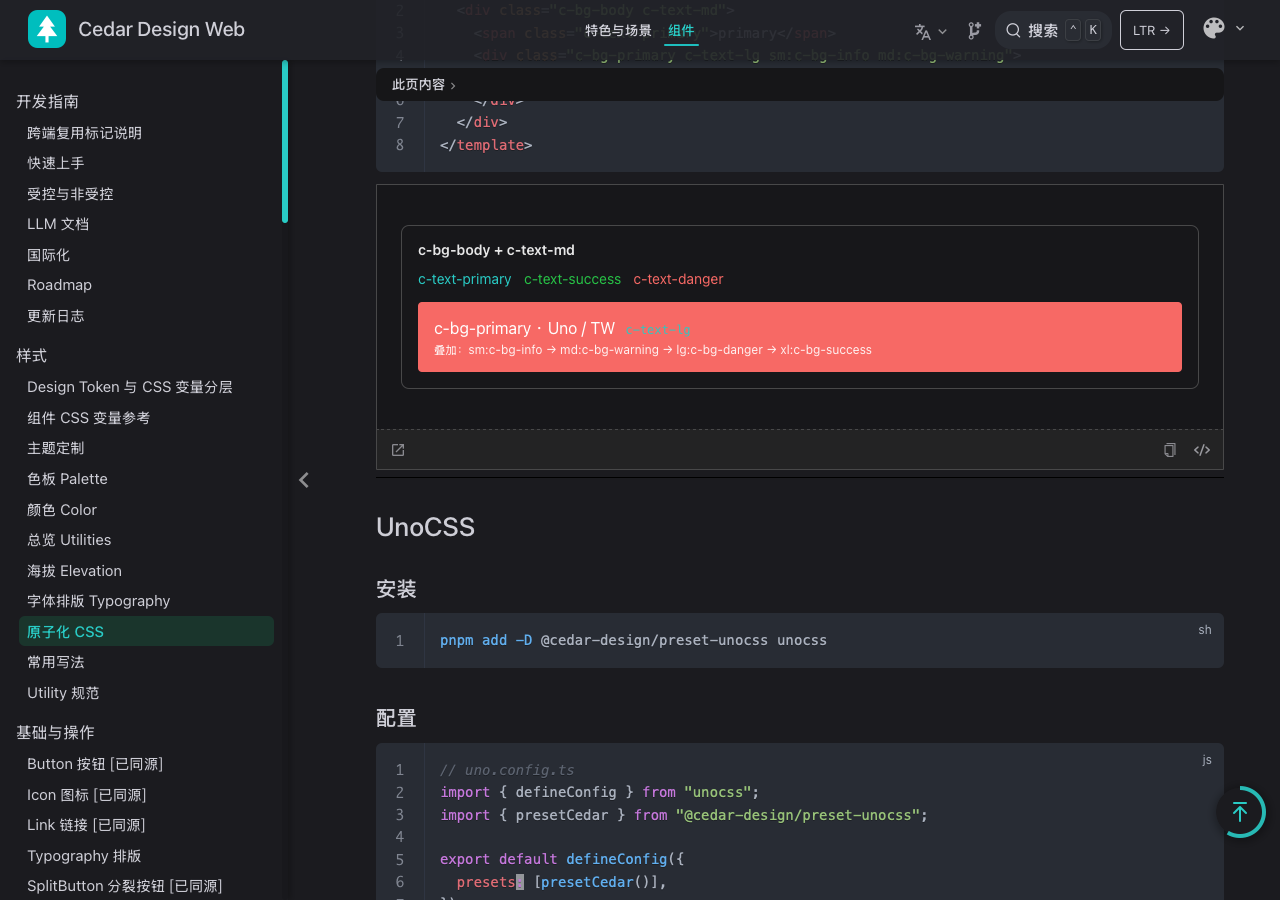 Cedar Design Web
特色与场景
组件
搜索
^ K
LTR →
开发指南
跨端复用标记说明
快速上手
受控与非受控
LLM 文档
国际化
Roadmap
更新日志
样式
Design Token 与 CSS 变量分层
组件 CSS 变量参考
主题定制
色板 Palette
颜色 Color
总览 Utilities
海拔 Elevation
字体排版 Typography
原子化 CSS
常用写法
Utility 规范
基础与操作
Button 按钮 [已同源]
Icon 图标 [已同源]
Link 链接 [已同源]
Typography 排版
SplitButton 分裂按钮 [已同源]
2 <div class="c-bg-body c-text-md">
4 <div class="c-bg-primary c-text-lg sm:c-bg-info md:c-bg-warning">
此页内容 ›
6 </div>
7 </div>
8 </template>
c-bg-body + c-text-md
c-text-primary c-text-success c-text-danger
c-bg-primary · Uno / TW c-text-lg
叠加：sm:c-bg-info → md:c-bg-warning → lg:c-bg-danger → xl:c-bg-success
UnoCSS
安装
sh
1 pnpm add -D @cedar-design/preset-unocss unocss
配置
js
1 // uno.config.ts
2 import { defineConfig } from "unocss";
3 import { presetCedar } from "@cedar-design/preset-unocss";
4
5 export default defineConfig({
6 presets: [presetCedar()],